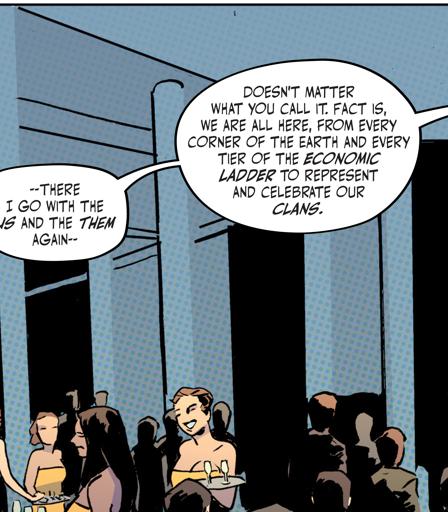 --THERE
I GO WITH THE
AND THE THEM
AGAIN--
DOESN'T MATTER
WHAT YOU CALL IT. FACT IS,
WE ARE ALL HERE, FROM EVERY
CORNER OF THE EARTH AND EVERY
TIER OF THE ECONOMIC
LADDER TO REPRESENT
AND CELEBRATE OUR
CLANS.